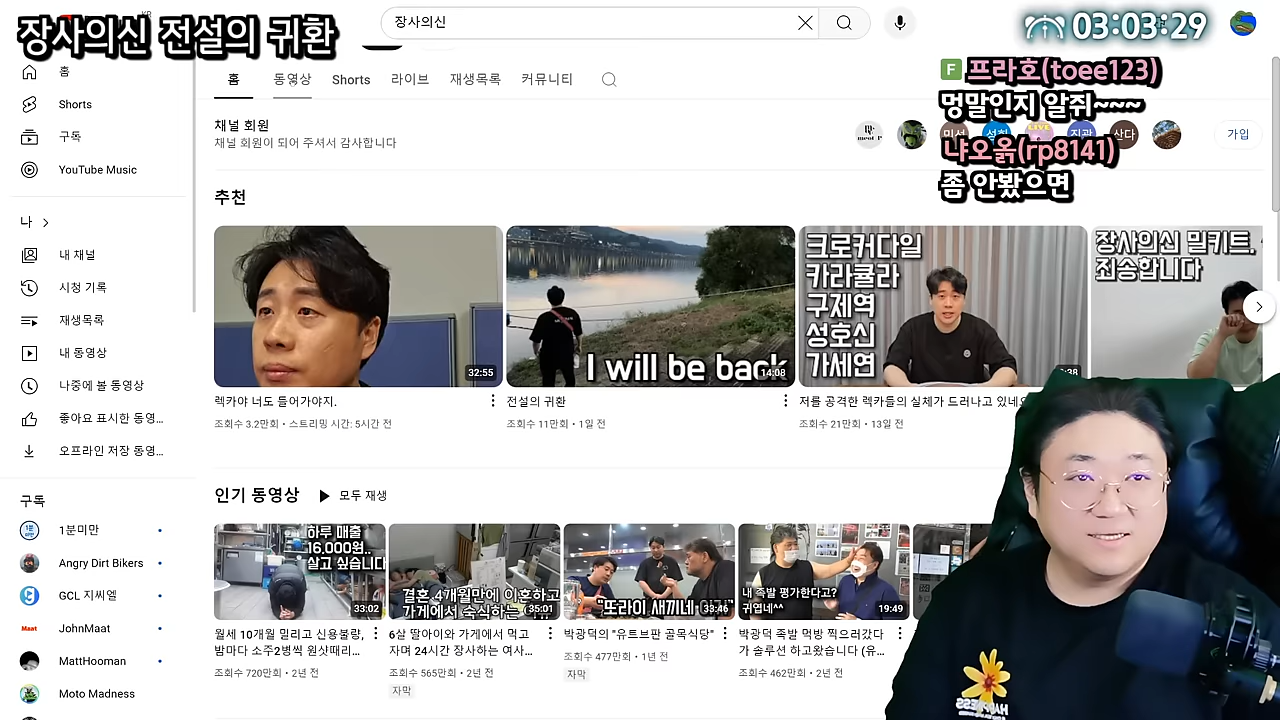 장사의신 전설의 귀환
KR
장사의신
03:03:29
홈
Shorts
구독
YouTube Music
나
내 채널
시청 기록
재생목록
내 동영상
나중에 볼 동영상
좋아요 표시한 동영...
오프라인 저장 동영...
구독
1분미만
Angry Dirt Bikers
GCL 지씨엘
JohnMaat
MattHooman
Moto Madness
홈
동영상
Shorts
라이브
재생목록
커뮤니티
채널 회원
채널 회원이 되어 주셔서 감사합니다
가입
F 프라호(toee123)
멍말인지 알쥐~~~
냐오옭(rp8141)
좀 안봤으면
추천
32:55
렉카야 너도 들어가야지.
조회수 3.2만회 • 스트리밍 시간: 5시간 전
I will be back
14:08
전설의 귀환
조회수 11만회 • 1일 전
크로커다일
카라큘라
구제역
성호신
가세연
저를 공격한 렉카들의 실체가 드러나고 있네요
조회수 21만회 • 13일 전
장사의신 밀키트,
죄송합니다
인기 동영상
모두 재생
하루 매출
16,000원..
살고 싶습니다
33:02
월세 10개월 밀리고 신용불량,
밤마다 소주2병씩 원샷때리...
조회수 720만회 • 2년 전
결혼 4개월만에 이혼하고
가게에서 숙식하는
35:01
6살 딸아이와 가게에서 먹고
자며 24시간 장사하는 여사...
조회수 565만회 • 2년 전
자막
"또라이 새끼네
33:46
박광덕의 "유트브판 골목식당"
조회수 477만회 • 1년 전
자막
내 족발 평가한다고?
귀엽네^^
19:49
박광덕 족발 먹방 찍으러갔다
가 솔루션 하고왔습니다 (유...
조회수 462만회 • 2년 전